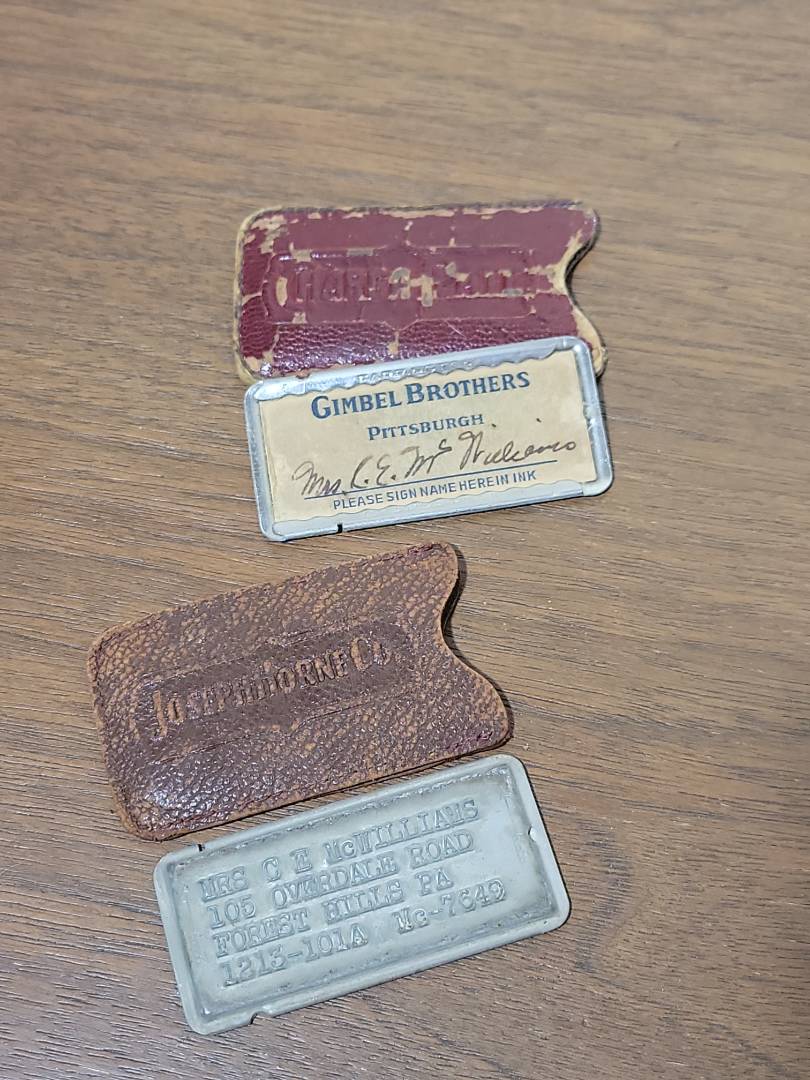 Charga-Plate
GIMBEL BROTHERS
PITTSBURGH
Mrs. C. E. McWilliams
PLEASE SIGN NAME HERE IN INK
JOSEPH HORNE CO.
MRS C E McWILLIAMS
105 OVERDALE ROAD
FOREST HILLS PA
1213-101A Mc-7649